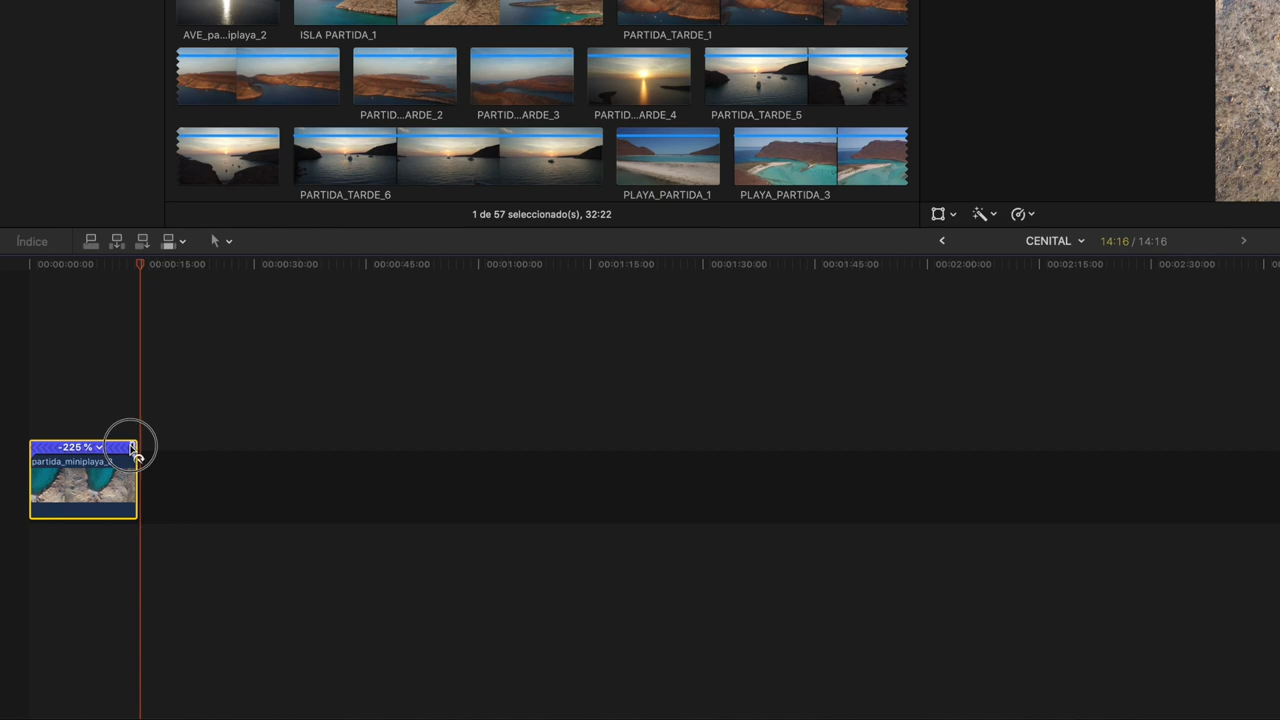 AVE_pa...iplaya_2 ISLA PARTIDA_1 PARTIDA_TARDE_1
PARTID...ARDE_2 PARTID...ARDE_3 PARTID...ARDE_4 PARTIDA_TARDE_5
PARTIDA_TARDE_6 PLAYA_PARTIDA_1 PLAYA_PARTIDA_3
1 de 57 seleccionado(s), 32:22
Índice CENITAL 14:16 / 14:16
00:00:00:00 00:00:15:00 00:00:30:00 00:00:45:00 00:01:00:00 00:01:15:00 00:01:30:00 00:01:45:00 00:02:00:00 00:02:15:00 00:02:30:00
-225 %
partida_miniplaya_